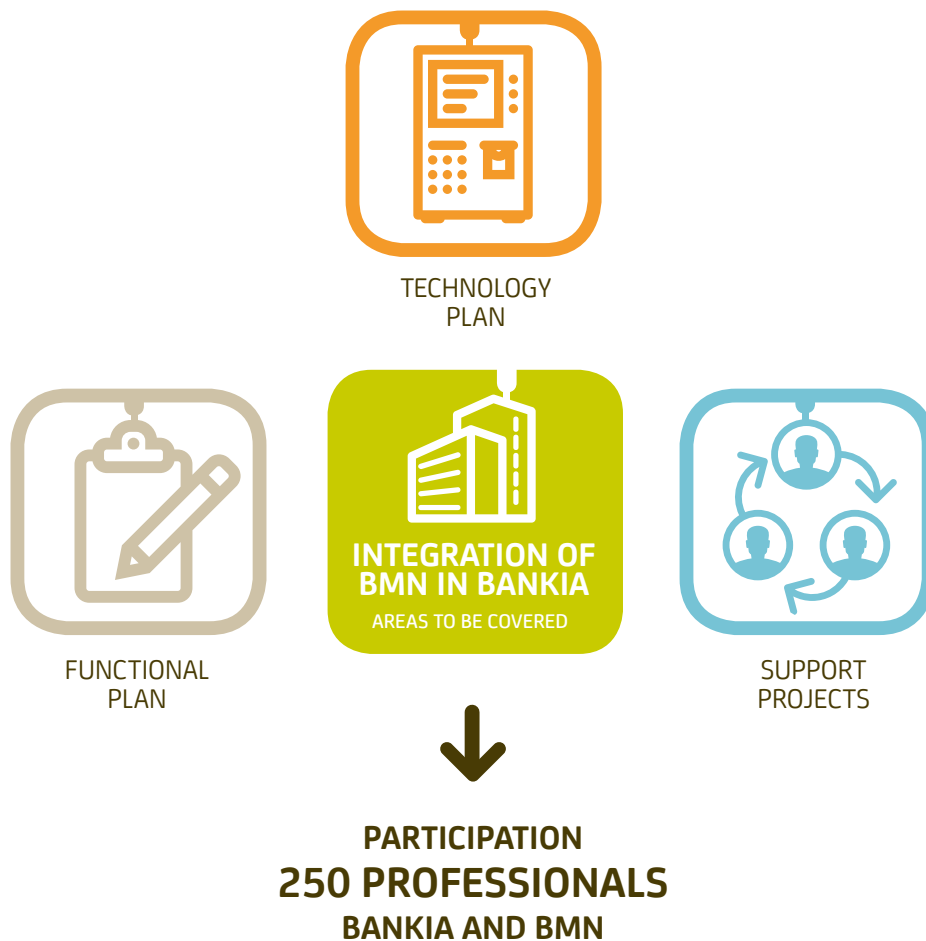 TECHNOLOGY
PLAN
INTEGRATION OF
BMN IN BANKIA
AREAS TO BE COVERED
FUNCTIONAL
PLAN
SUPPORT
PROJECTS
PARTICIPATION
250 PROFESSIONALS
BANKIA AND BMN